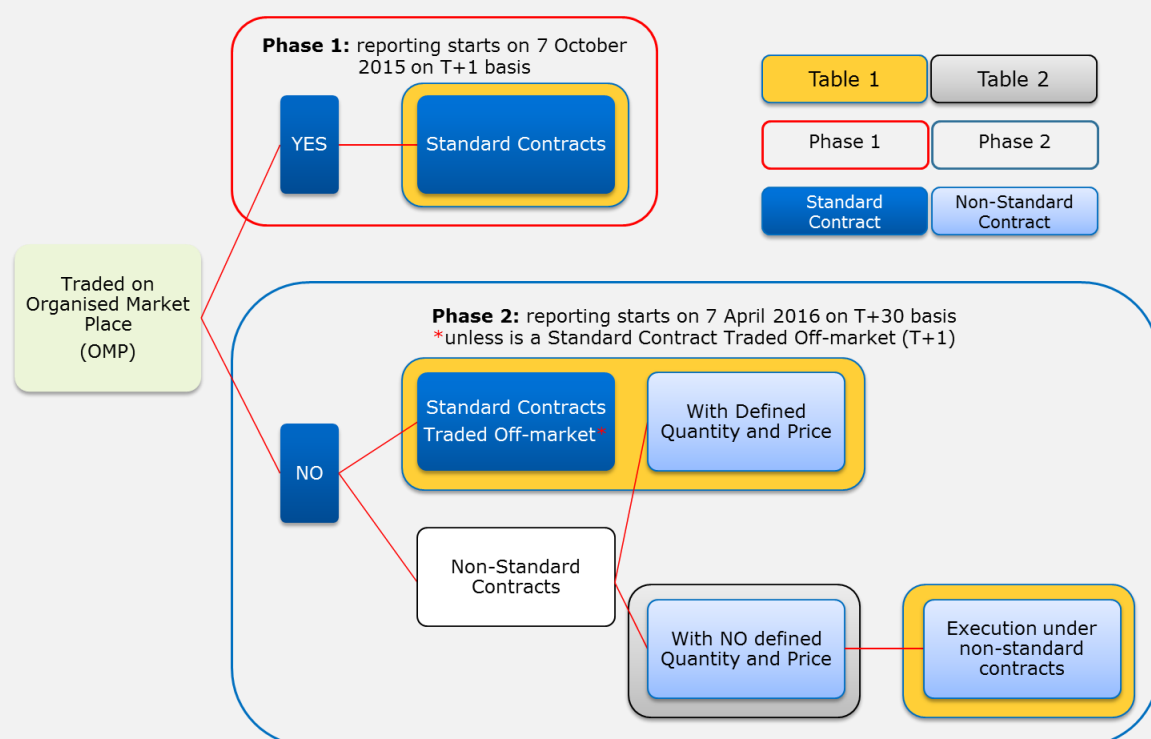 Phase 1: reporting starts on 7 October
2015 on T+1 basis
YES
Standard Contracts
Table 1
Table 2
Phase 1
Phase 2
Standard
Contract
Non-Standard
Contract
Traded on
Organised Market
Place
(OMP)
Phase 2: reporting starts on 7 April 2016 on T+30 basis
*unless is a Standard Contract Traded Off-market (T+1)
NO
Standard Contracts
Traded Off-market*
With Defined
Quantity and Price
Non-Standard
Contracts
With NO defined
Quantity and Price
Execution under
non-standard
contracts